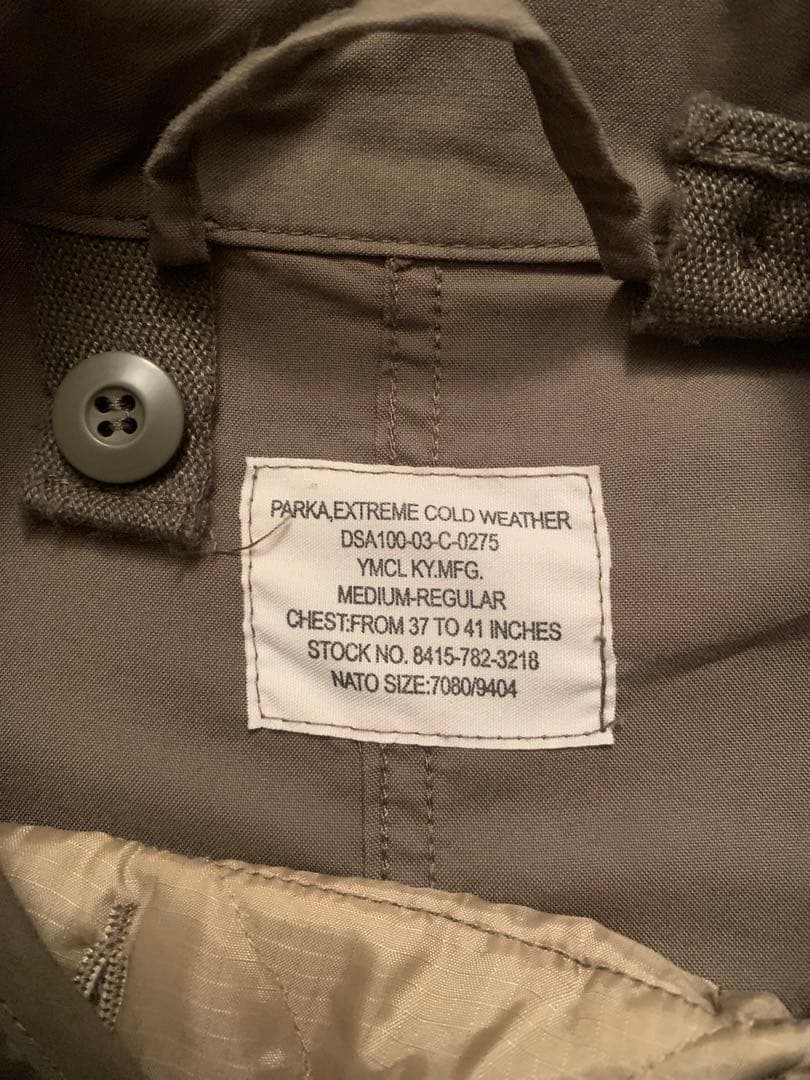 PARKA,EXTREME COLD WEATHER
DSA100-03-C-0275
YMCL KY.MFG.
MEDIUM-REGULAR
CHEST:FROM 37 TO 41 INCHES
STOCK NO. 8415-782-3218
NATO SIZE:7080/9404